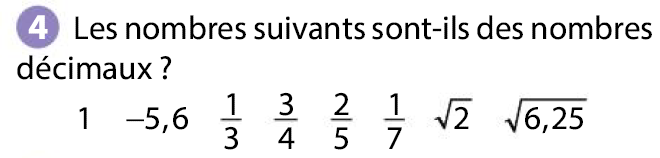 4 Les nombres suivants sont-ils des nombres
décimaux ?
1 –5,6 1/3 3/4 2/5 1/7 √2 √6,25